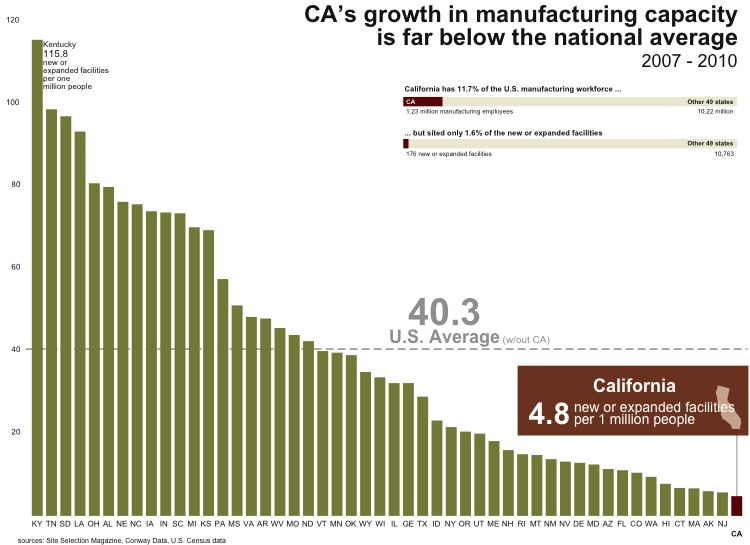 CA's growth in manufacturing capacity
is far below the national average
2007 - 2010
120
100
80
60
40
20
Kentucky
115.8
new or
expanded facilities
per one
million people
California has 11.7% of the U.S. manufacturing workforce ...
CA Other 49 states
1.23 million manufacturing employees 10.22 million
... but sited only 1.6% of the new or expanded facilities
Other 49 states
176 new or expanded facilities 10,763
40.3
U.S. Average (w/out CA)
California
4.8 new or expanded facilities
per 1 million people
KY TN SD LA OH AL NE NC IA IN SC MI KS PA MS VA AR WV MO ND VT MN OK WY WI IL GE TX ID NY OR UT ME NH RI MT NM NV DE MD AZ FL CO WA HI CT MA AK NJ
CA
sources: Site Selection Magazine, Conway Data, U.S. Census data